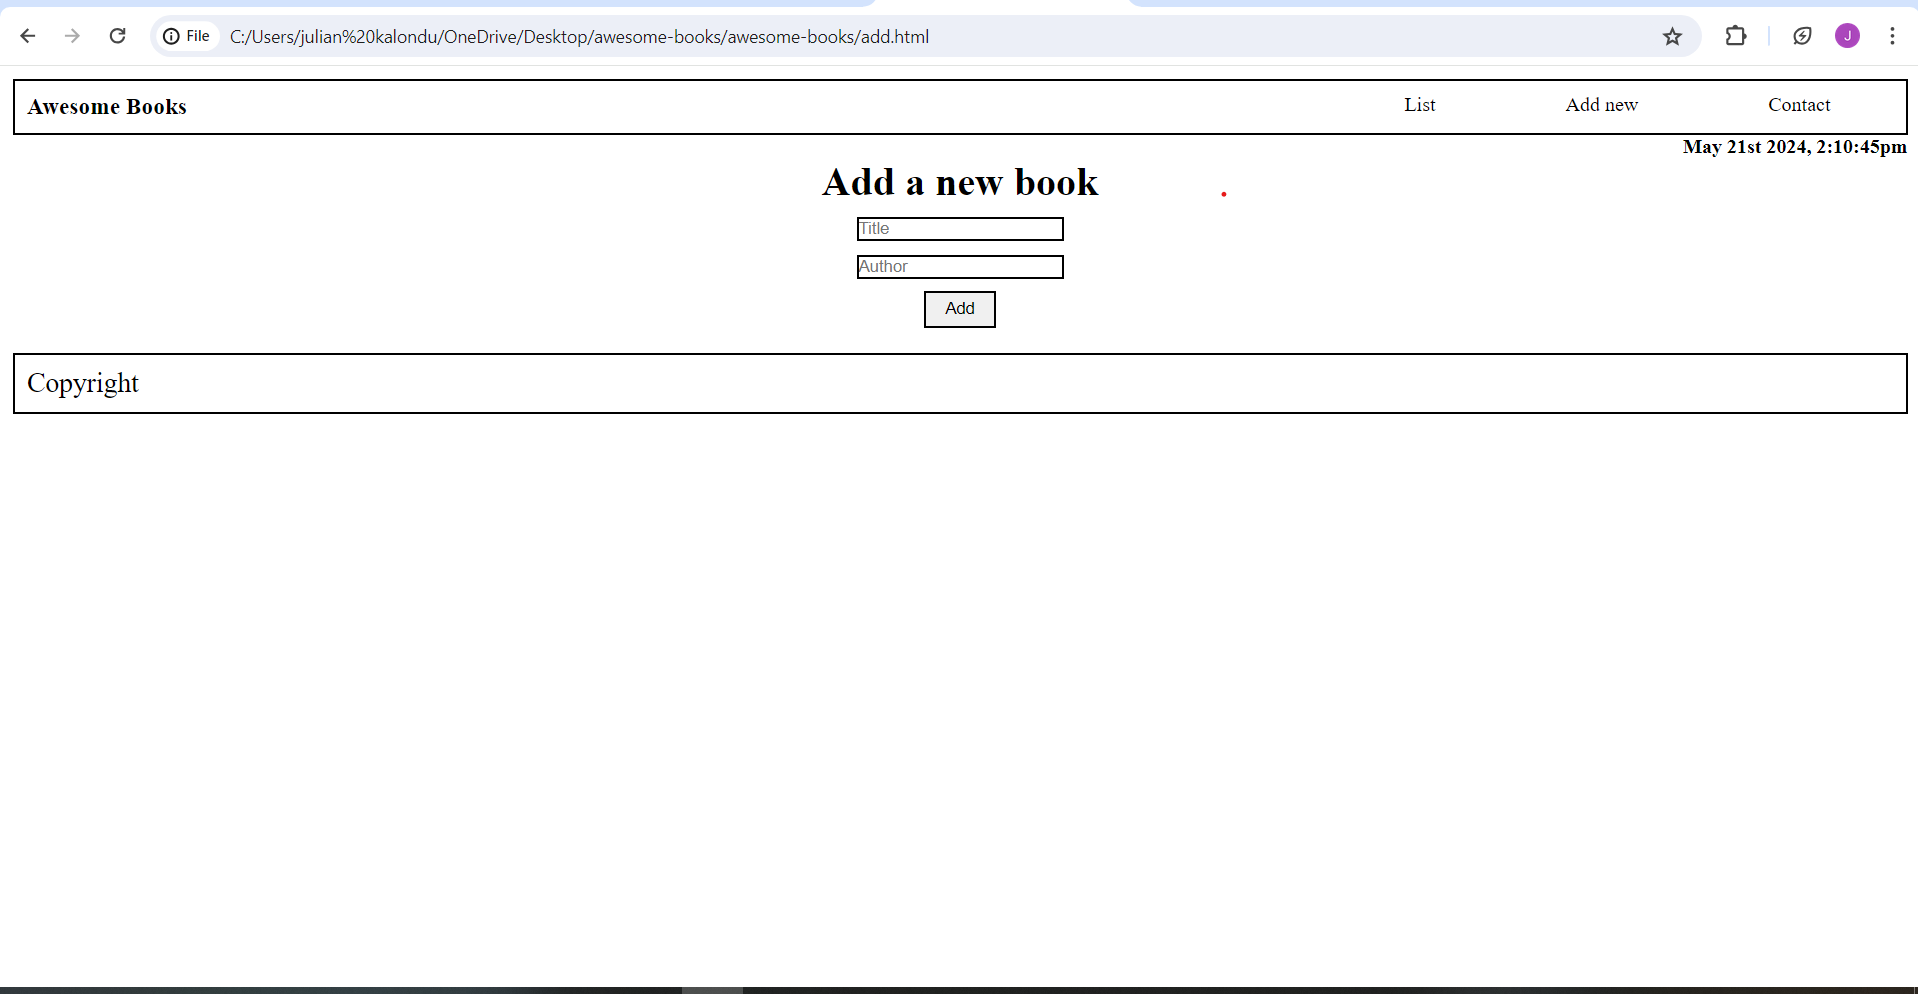 File C:/Users/julian%20kalondu/OneDrive/Desktop/awesome-books/awesome-books/add.html J
Awesome Books List Add new Contact
May 21st 2024, 2:10:45pm
Add a new book
Title
Author
Add
Copyright